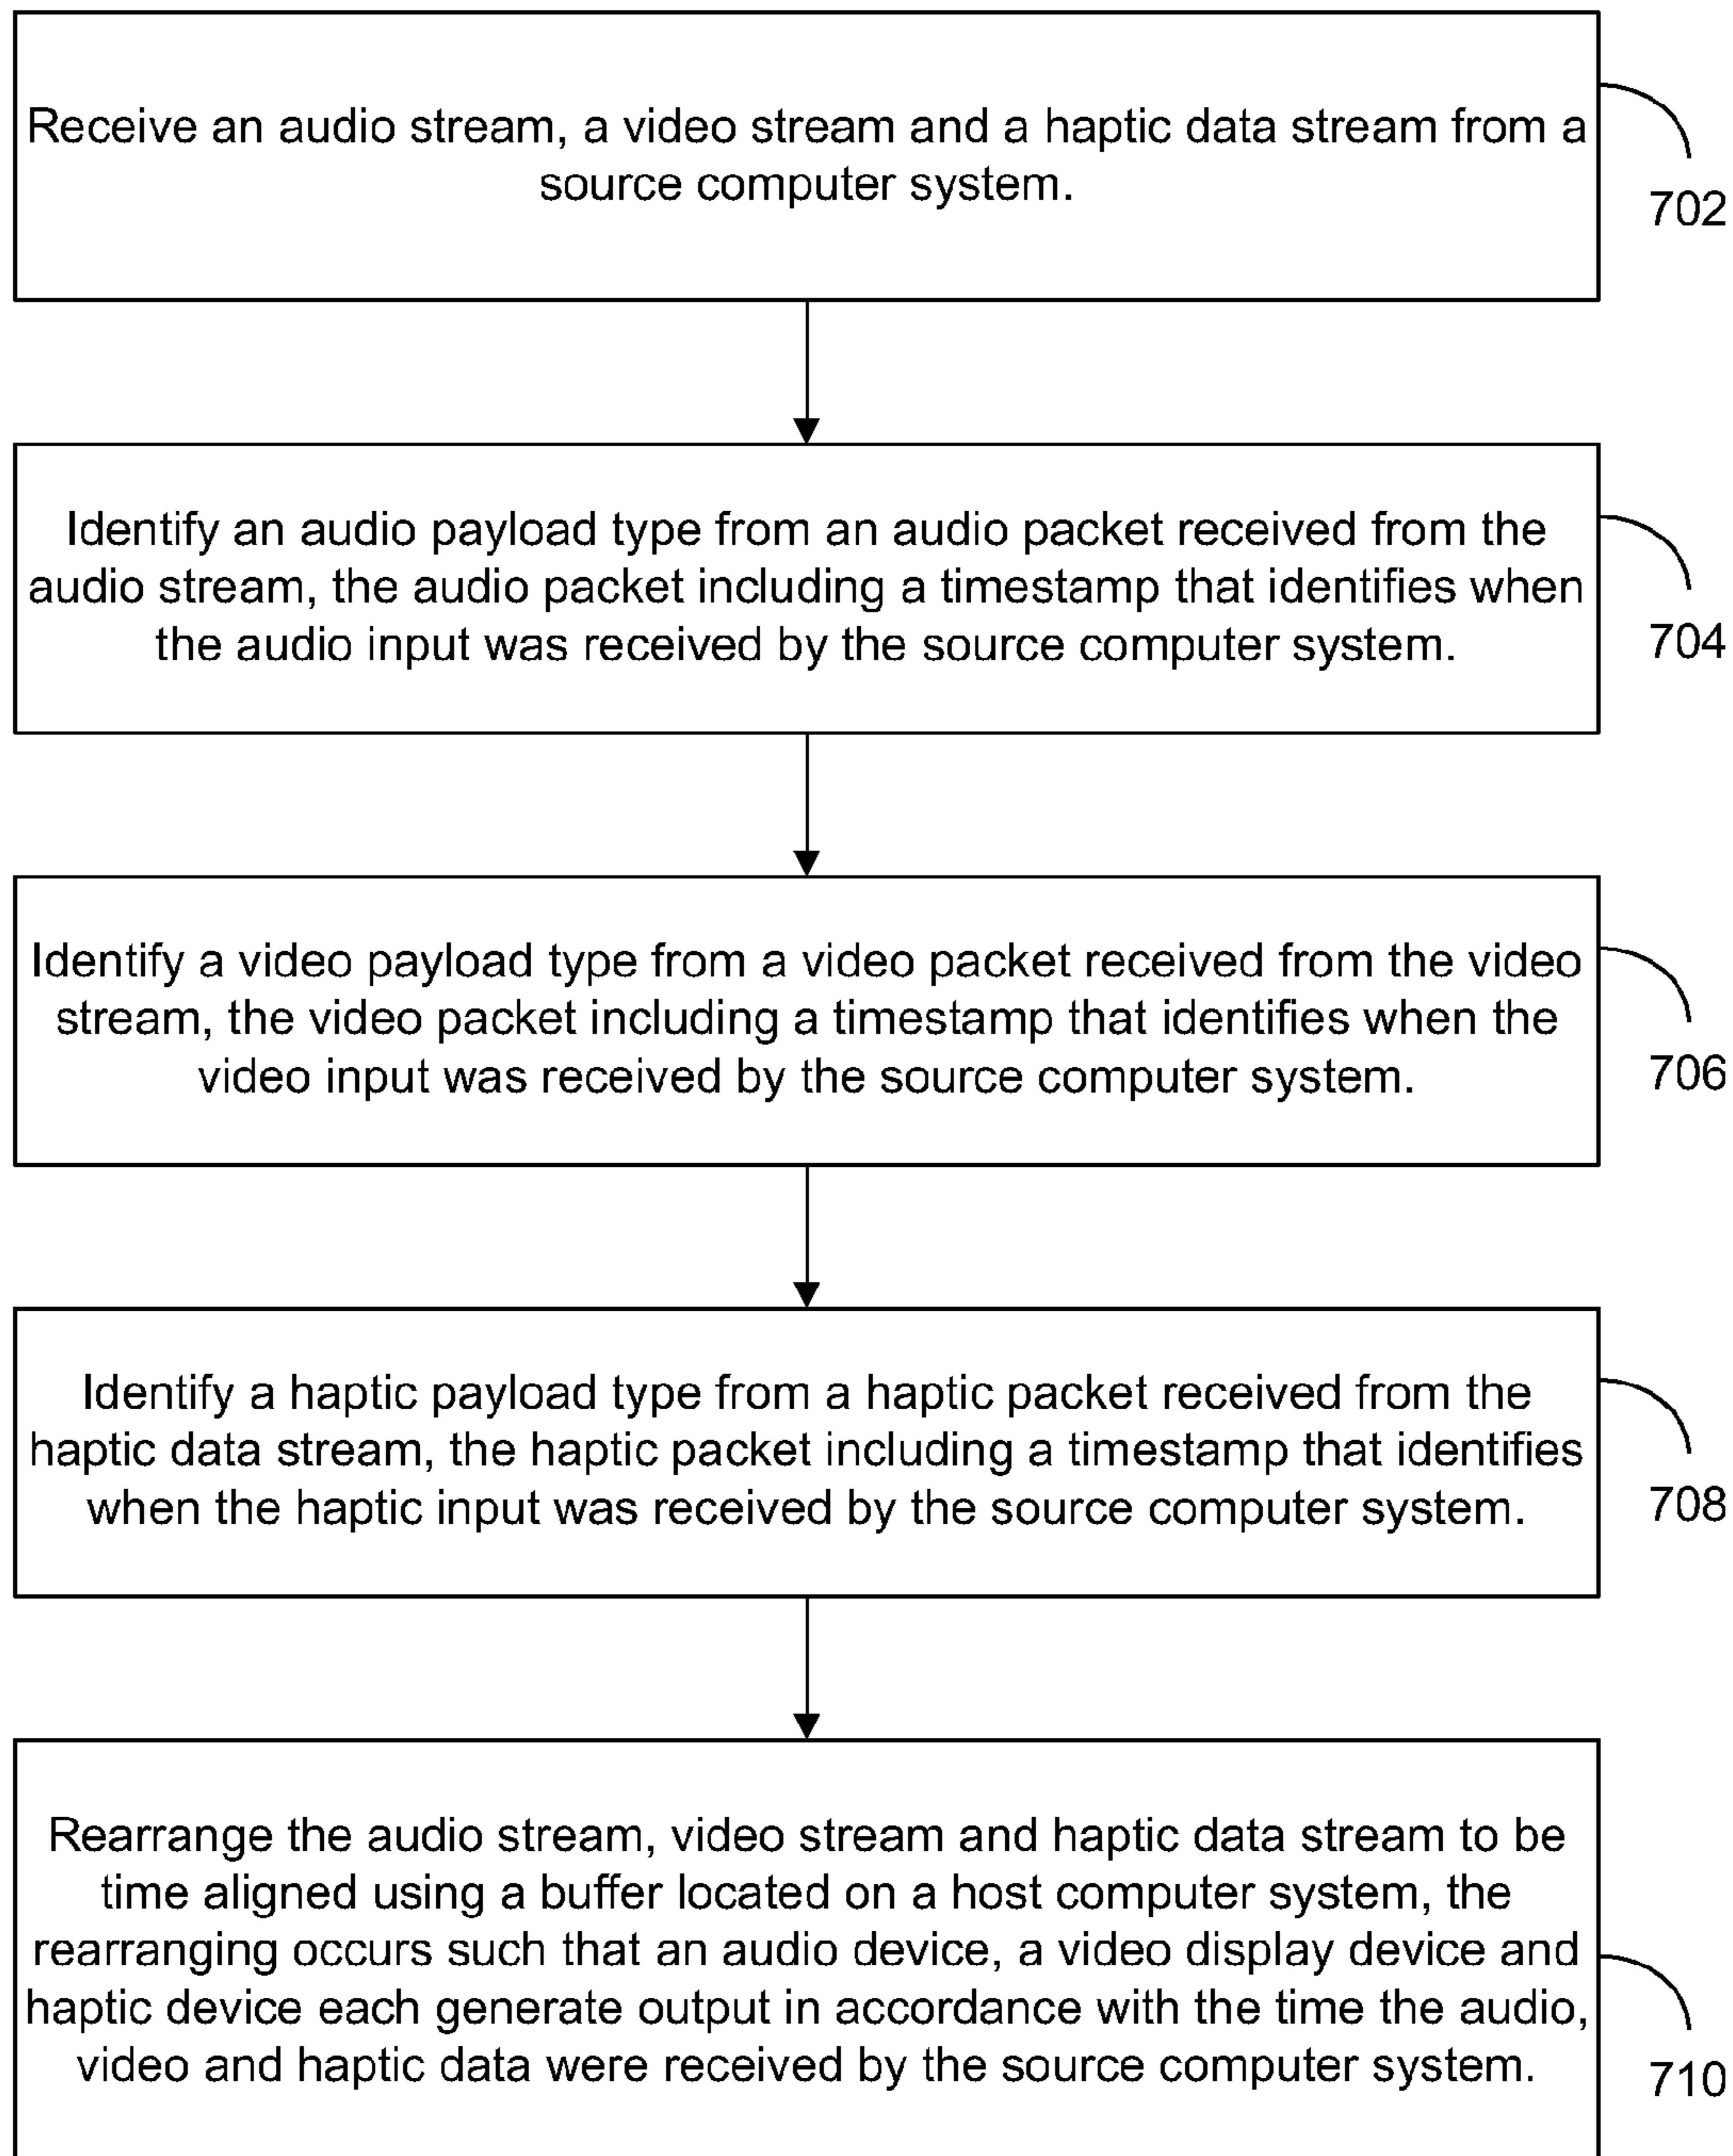 Receive an audio stream, a video stream and a haptic data stream from a
source computer system.
702
Identify an audio payload type from an audio packet received from the
audio stream, the audio packet including a timestamp that identifies when
the audio input was received by the source computer system.
704
Identify a video payload type from a video packet received from the video
stream, the video packet including a timestamp that identifies when the
video input was received by the source computer system.
706
Identify a haptic payload type from a haptic packet received from the
haptic data stream, the haptic packet including a timestamp that identifies
when the haptic input was received by the source computer system.
708
Rearrange the audio stream, video stream and haptic data stream to be
time aligned using a buffer located on a host computer system, the
rearranging occurs such that an audio device, a video display device and
haptic device each generate output in accordance with the time the audio,
video and haptic data were received by the source computer system.
710